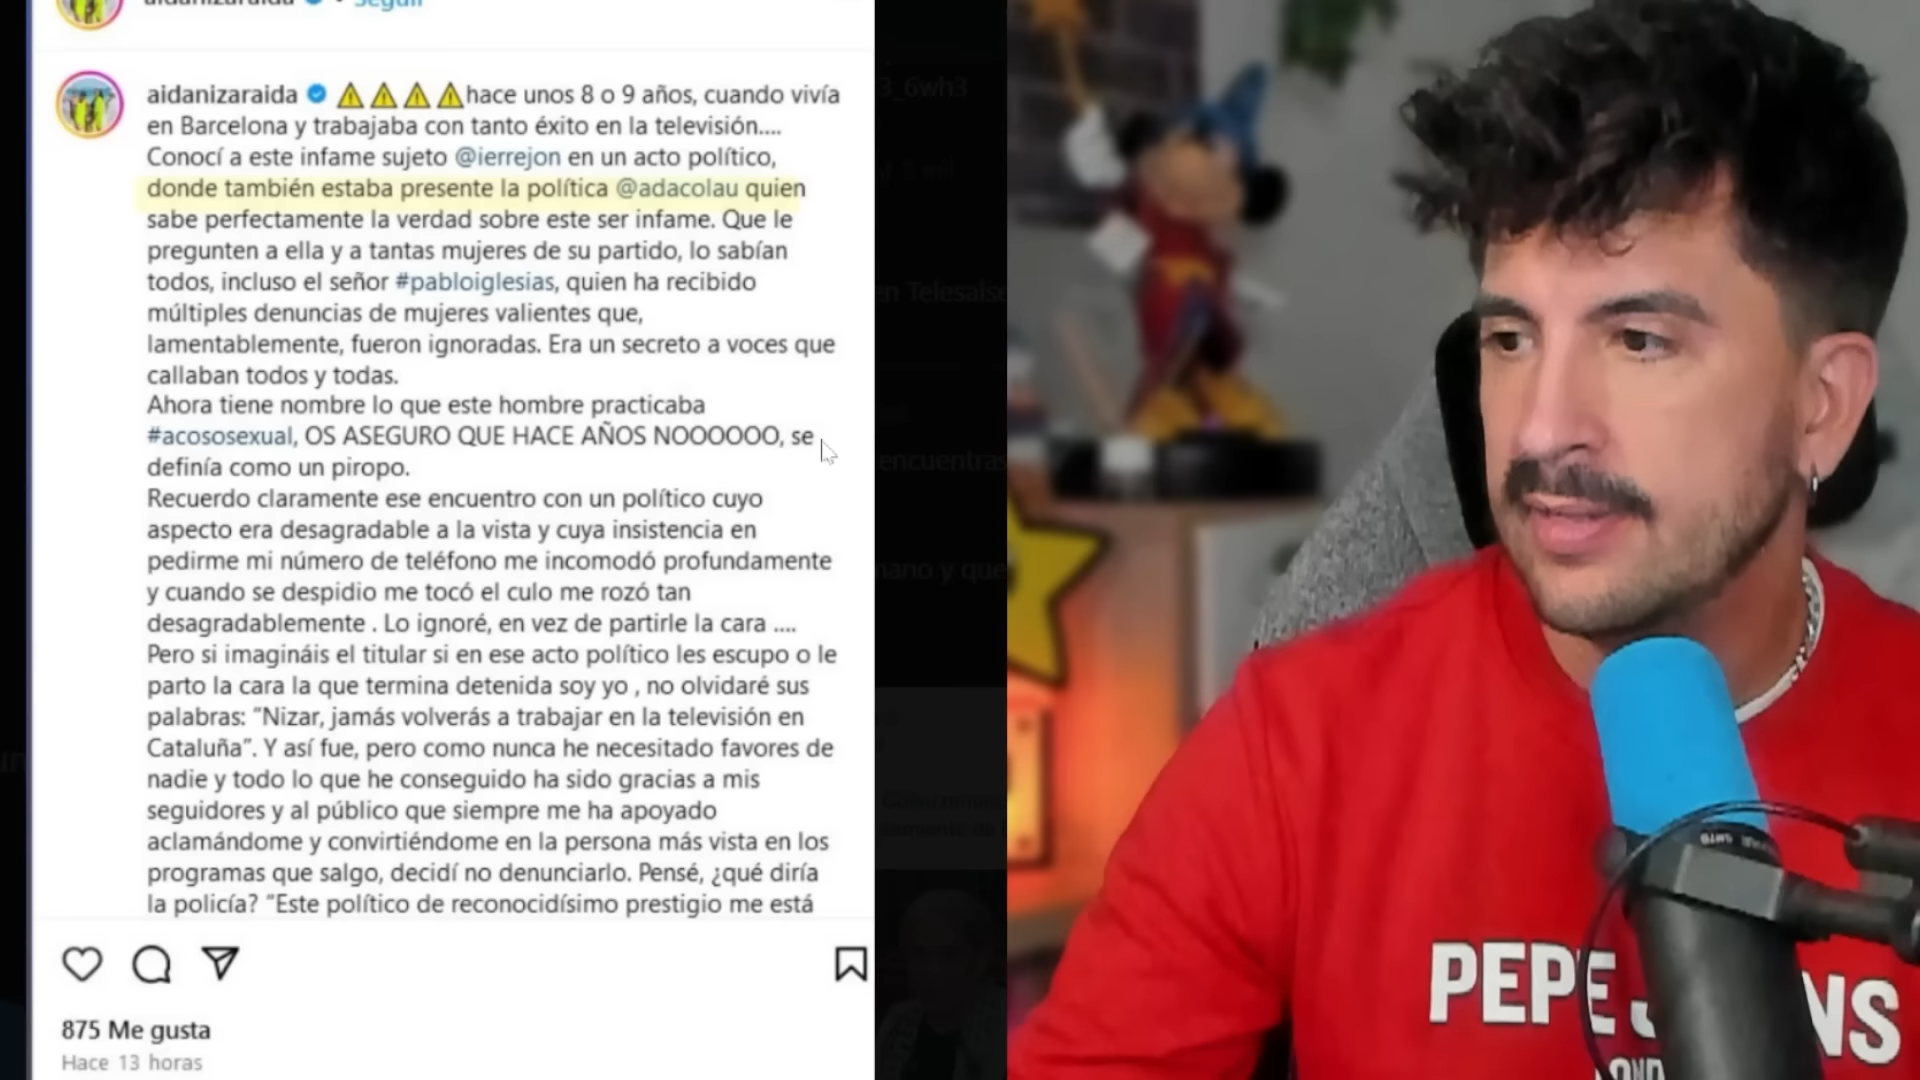 aidanizaraida • Seguir
aidanizaraida ⚠⚠⚠⚠hace unos 8 o 9 años, cuando vivía
en Barcelona y trabajaba con tanto éxito en la televisión....
Conocí a este infame sujeto @ierrejon en un acto político,
donde también estaba presente la política @adacolau quien
sabe perfectamente la verdad sobre este ser infame. Que le
pregunten a ella y a tantas mujeres de su partido, lo sabían
todos, incluso el señor #pabloiglesias, quien ha recibido
múltiples denuncias de mujeres valientes que,
lamentablemente, fueron ignoradas. Era un secreto a voces que
callaban todos y todas.
Ahora tiene nombre lo que este hombre practicaba
#acososexual, OS ASEGURO QUE HACE AÑOS NOOOOOO, se
definía como un piropo.
Recuerdo claramente ese encuentro con un político cuyo
aspecto era desagradable a la vista y cuya insistencia en
pedirme mi número de teléfono me incomodó profundamente
y cuando se despidio me tocó el culo me rozó tan
desagradablemente . Lo ignoré, en vez de partirle la cara ....
Pero si imagináis el titular si en ese acto político les escupo o le
parto la cara la que termina detenida soy yo , no olvidaré sus
palabras: “Nizar, jamás volverás a trabajar en la televisión en
Cataluña”. Y así fue, pero como nunca he necesitado favores de
nadie y todo lo que he conseguido ha sido gracias a mis
seguidores y al público que siempre me ha apoyado
aclamándome y convirtiéndome en la persona más vista en los
programas que salgo, decidí no denunciarlo. Pensé, ¿qué diría
la policía? “Este político de reconocidísimo prestigio me está
875 Me gusta
Hace 13 horas
3_6wh3
en Telesalse
encuentras
mano y que
PEPE J NS
OND